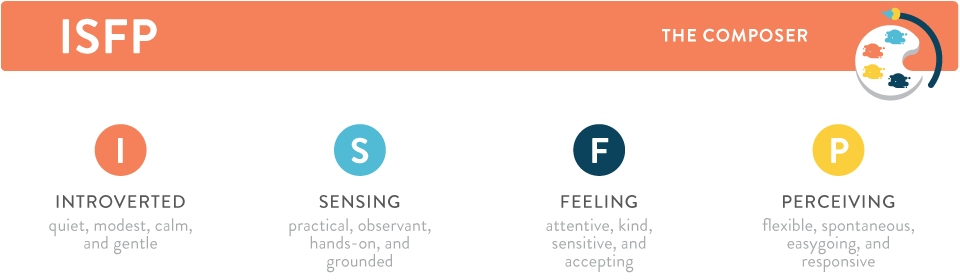 ISFP
THE COMPOSER
I
INTROVERTED
quiet, modest, calm,
and gentle
S
SENSING
practical, observant,
hands-on, and
grounded
F
FEELING
attentive, kind,
sensitive, and
accepting
P
PERCEIVING
flexible, spontaneous,
easygoing, and
responsive